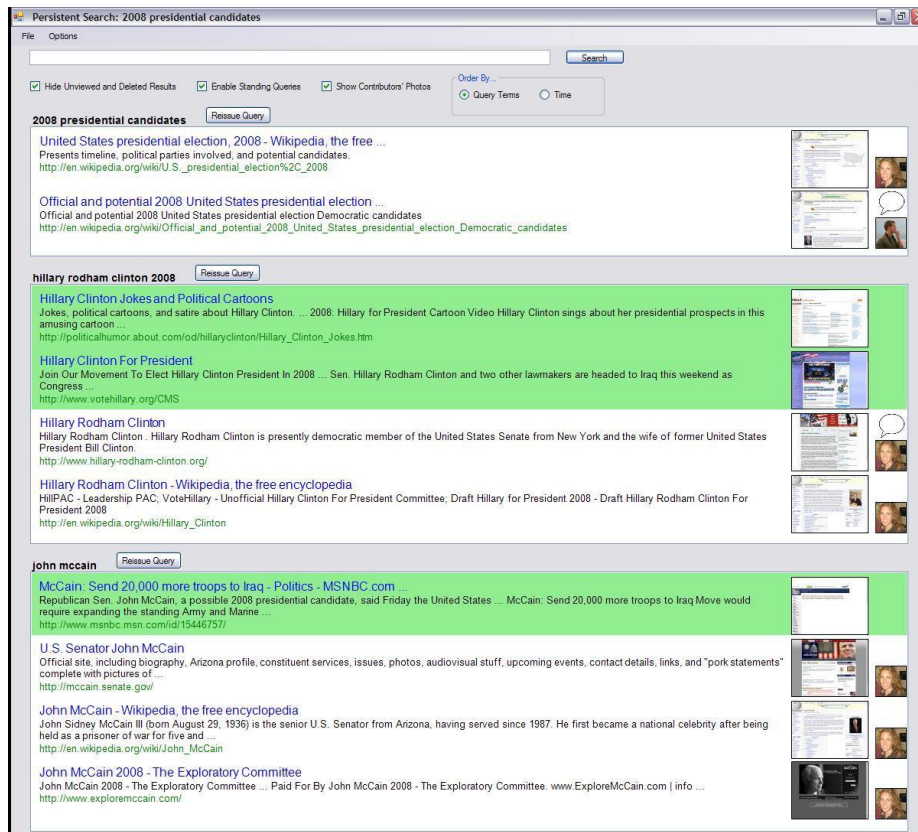 Persistent Search: 2008 presidential candidates
File Options
Search
Hide Unviewed and Deleted Results Enable Standing Queries Show Contributors' Photos
Order By...
Query Terms Time
2008 presidential candidates Reissue Query
United States presidential election, 2008 - Wikipedia, the free ...
Presents timeline, political parties involved, and potential candidates.
http://en.wikipedia.org/wiki/U.S._presidential_election%2C_2008
Official and potential 2008 United States presidential election ...
Official and potential 2008 United States presidential election Democratic candidates
http://en.wikipedia.org/wiki/Official_and_potential_2008_United_States_presidential_election_Democratic_candidates
hillary rodham clinton 2008 Reissue Query
Hillary Clinton Jokes and Political Cartoons
Jokes, political cartoons, and satire about Hillary Clinton. ... 2008: Hillary for President Cartoon Video Hillary Clinton sings about her presidential prospects in this
amusing cartoon ...
http://politicalhumor.about.com/od/hillaryclinton/Hillary_Clinton_Jokes.htm
Hillary Clinton For President
Join Our Movement To Elect Hillary Clinton President In 2008 ... Sen. Hillary Rodham Clinton and two other lawmakers are headed to Iraq this weekend as
Congress ...
http://www.votehillary.org/CMS
Hillary Rodham Clinton
Hillary Rodham Clinton . Hillary Rodham Clinton is presently democratic member of the United States Senate from New York and the wife of former United States
President Bill Clinton.
http://www.hillary-rodham-clinton.org/
Hillary Rodham Clinton - Wikipedia, the free encyclopedia
HillPAC - Leadership PAC; VoteHillary - Unofficial Hillary Clinton For President Committee; Draft Hillary for President 2008 - Draft Hillary Rodham Clinton For
President 2008
http://en.wikipedia.org/wiki/Hillary_Clinton
john mccain Reissue Query
McCain: Send 20,000 more troops to Iraq - Politics - MSNBC.com ...
Republican Sen. John McCain, a possible 2008 presidential candidate, said Friday the United States ... McCain: Send 20,000 more troops to Iraq Move would
require expanding the standing Army and Marine ...
http://www.msnbc.msn.com/id/15446757/
U.S. Senator John McCain
Official site, including biography, Arizona profile, constituent services, issues, photos, audiovisual stuff, upcoming events, contact details, links, and "pork statements"
complete with pictures of ...
http://mccain.senate.gov/
John McCain - Wikipedia, the free encyclopedia
John Sidney McCain III (born August 29, 1936) is the senior U.S. Senator from Arizona, having served since 1987. He first became a national celebrity after being
held as a prisoner of war for five and ...
http://en.wikipedia.org/wiki/John_McCain
John McCain 2008 - The Exploratory Committee
John McCain 2008 - The Exploratory Committee ... Paid For By John McCain 2008 - The Exploratory Committee. www.ExploreMcCain.com | info ...
http://www.exploremccain.com/